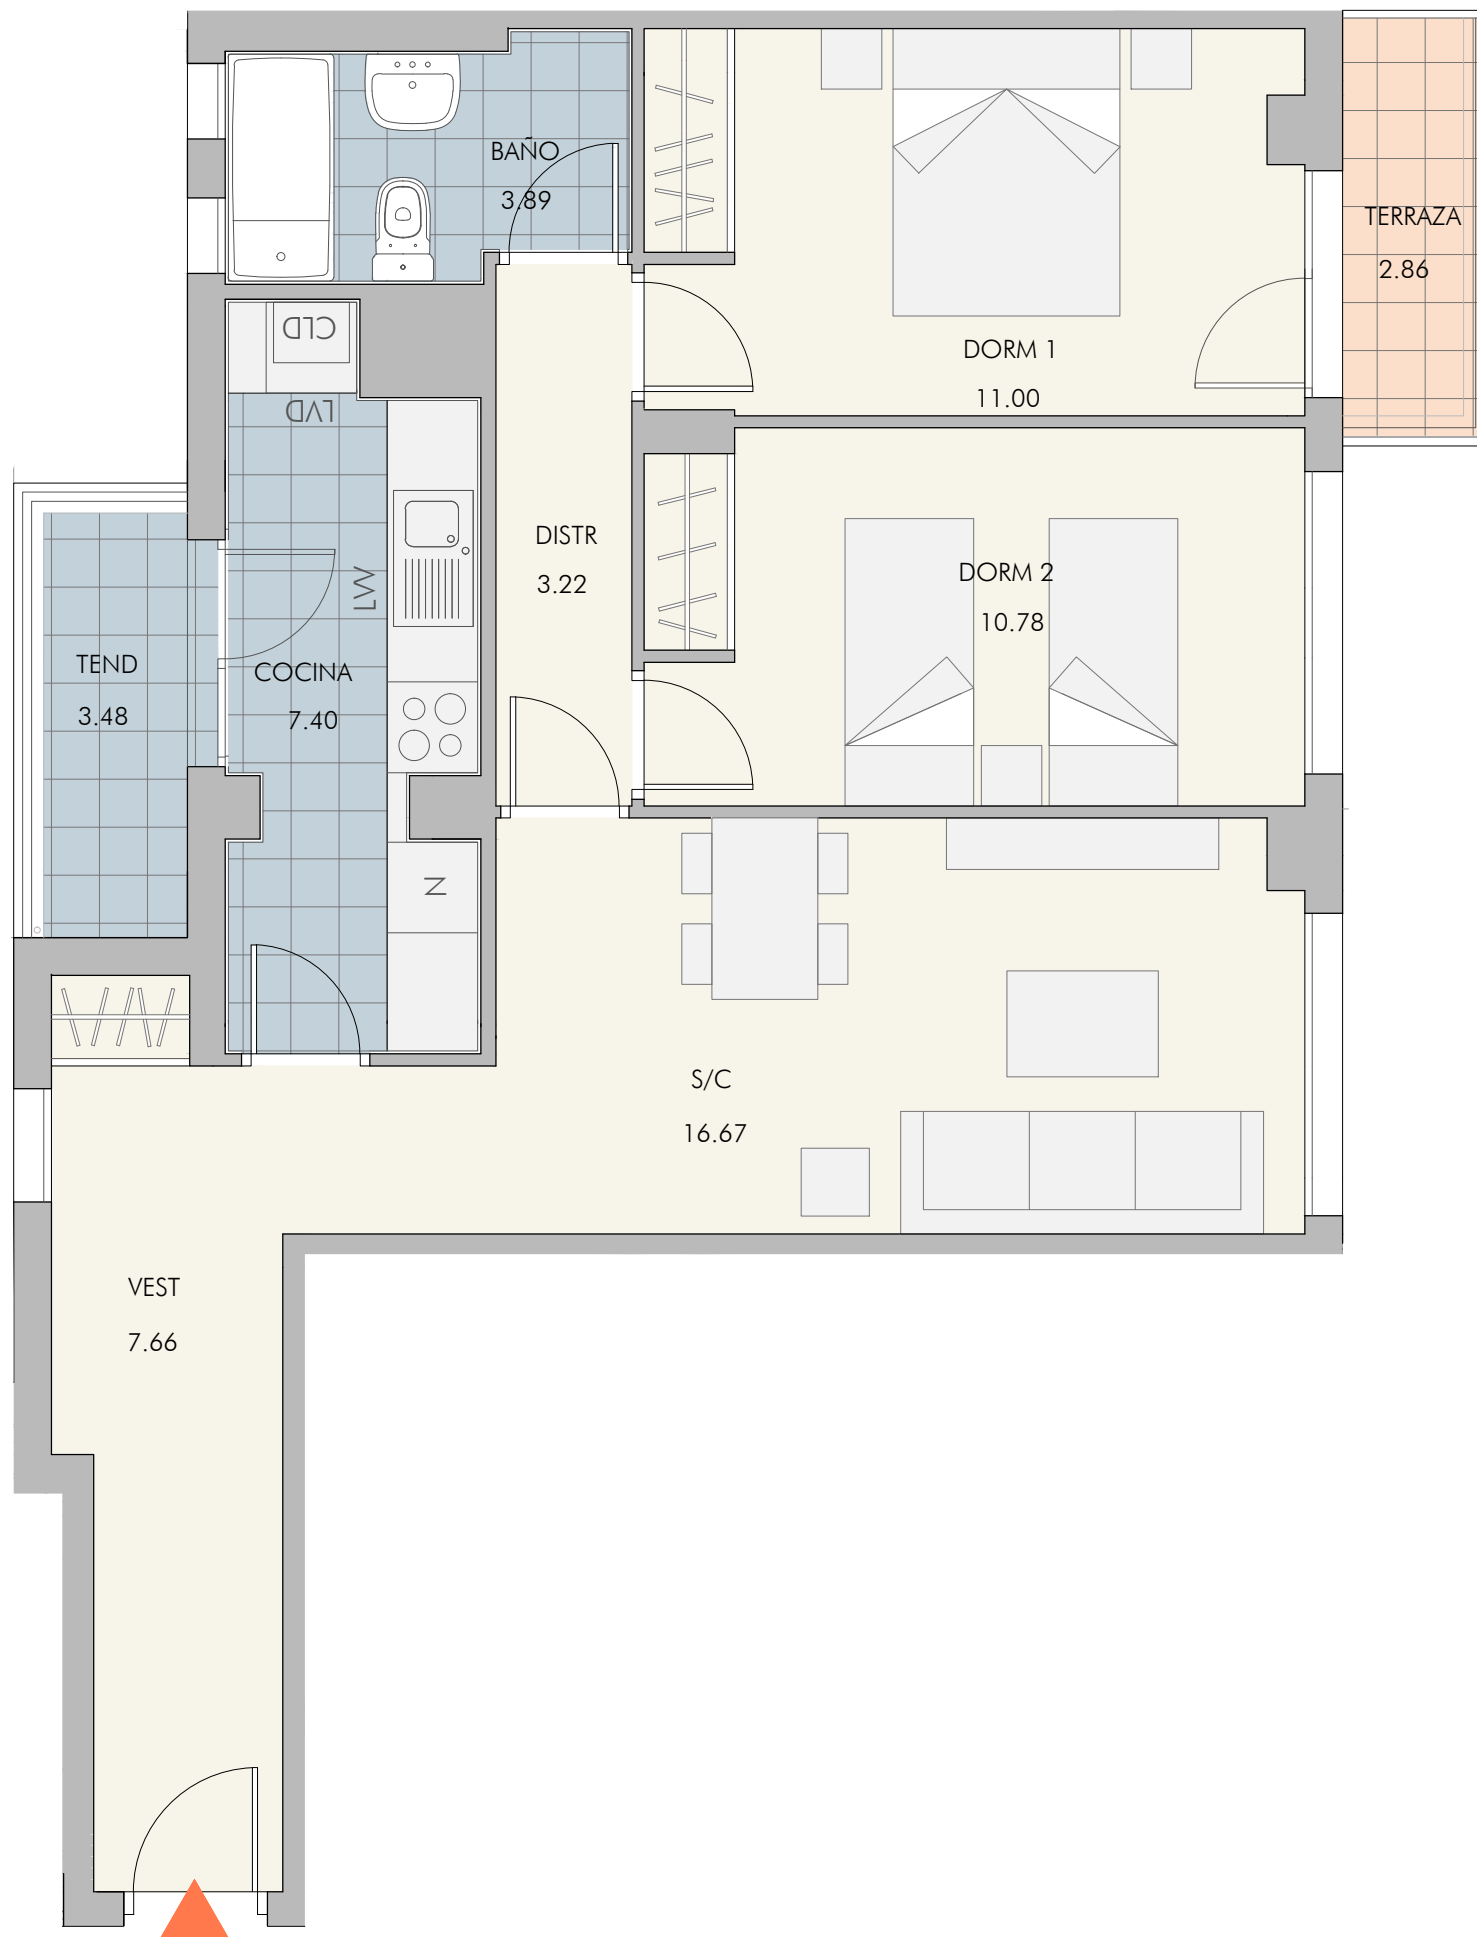 BAÑO
3.89
TERRAZA
2.86
CLD
DORM 1
11.00
LVD
DISTR
3.22
DORM 2
10.78
LVV
TEND
3.48
COCINA
7.40
N
S/C
16.67
VEST
7.66